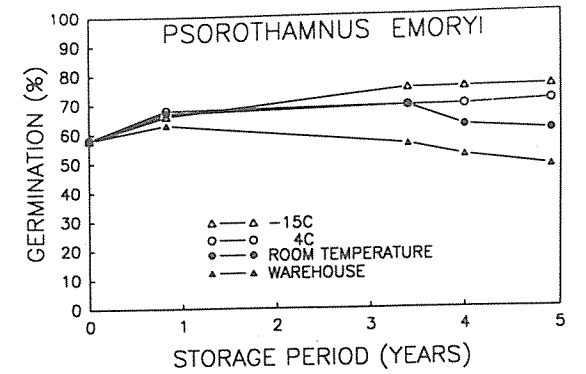 PSOROTHAMNUS EMORYI
100
90
80
70
60
50
40
30
20
10
0
GERMINATION (%)
-15C
4C
ROOM TEMPERATURE
WAREHOUSE
0 1 2 3 4 5
STORAGE PERIOD (YEARS)